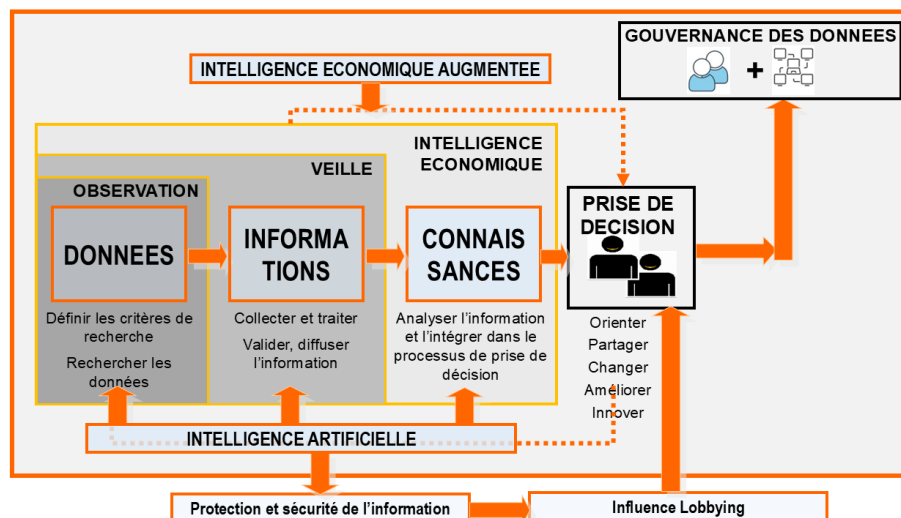 GOUVERNANCE DES DONNEES
+
INTELLIGENCE ECONOMIQUE AUGMENTEE
INTELLIGENCE
ECONOMIQUE
VEILLE
OBSERVATION
DONNEES
INFORMA
TIONS
CONNAIS
SANCES
PRISE DE
DECISION
Définir les critères de
recherche
Rechercher les
données
Collecter et traiter
Valider, diffuser
l’information
Analyser l’information
et l’intégrer dans le
processus de prise de
décision
Orienter
Partager
Changer
Améliorer
Innover
INTELLIGENCE ARTIFICIELLE
Protection et sécurité de l’information
Influence Lobbying